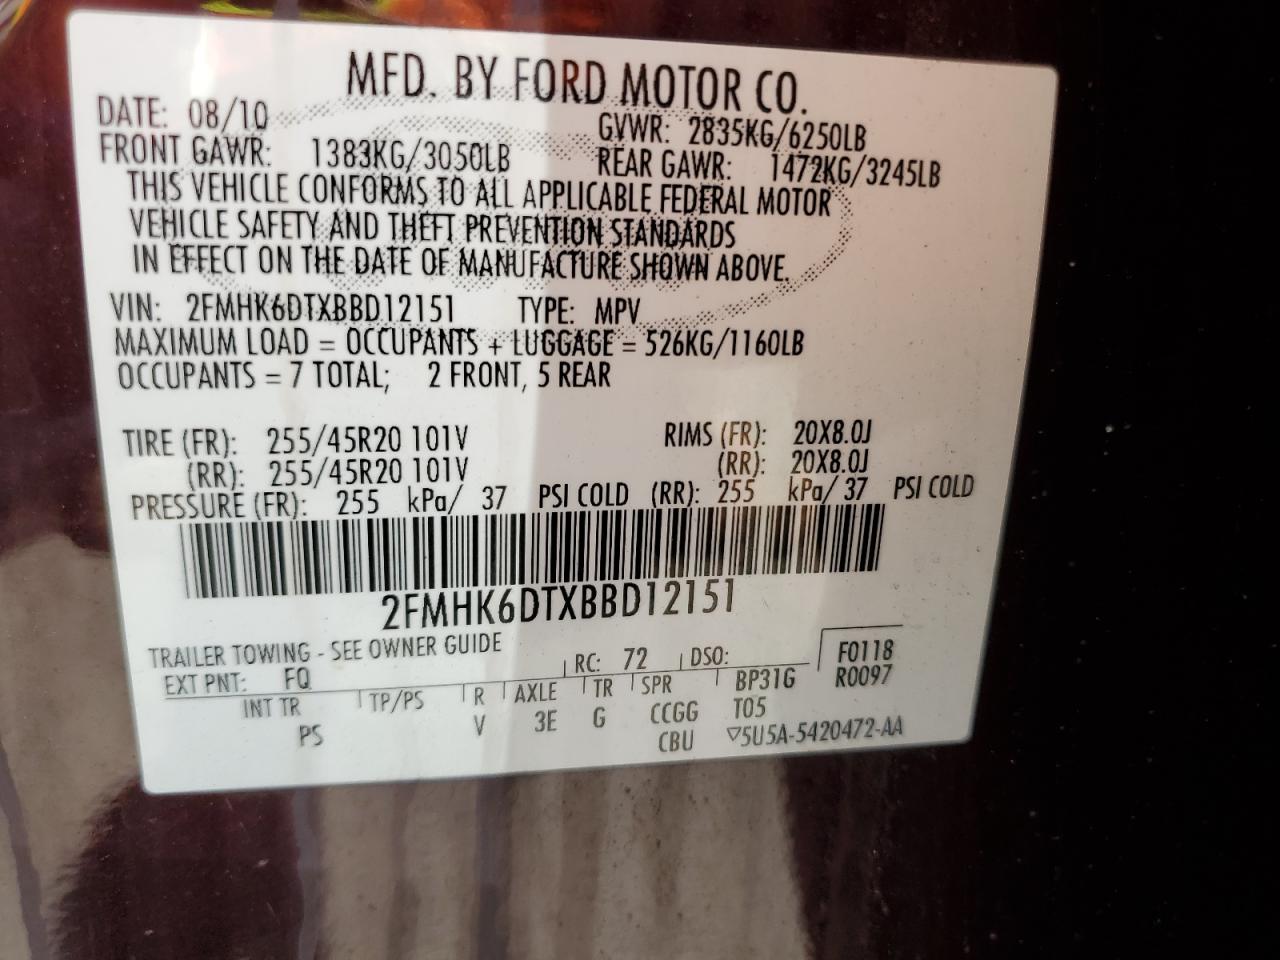 MFD. BY FORD MOTOR CO.
DATE: 08/10 GVWR: 2835KG/6250LB
FRONT GAWR: 1383KG/3050LB REAR GAWR: 1472KG/3245LB
THIS VEHICLE CONFORMS TO ALL APPLICABLE FEDERAL MOTOR
VEHICLE SAFETY AND THEFT PREVENTION STANDARDS
IN EFFECT ON THE DATE OF MANUFACTURE SHOWN ABOVE.
VIN: 2FMHK6DTXBBD12151 TYPE: MPV
MAXIMUM LOAD = OCCUPANTS + LUGGAGE = 526KG/1160LB
OCCUPANTS = 7 TOTAL; 2 FRONT, 5 REAR
TIRE (FR): 255/45R20 101V RIMS (FR): 20X8.0J
(RR): 255/45R20 101V (RR): 20X8.0J
PRESSURE (FR): 255 kPa/ 37 PSI COLD (RR): 255 kPa/ 37 PSI COLD
2FMHK6DTXBBD12151
TRAILER TOWING - SEE OWNER GUIDE RC: 72 DSO: F0118
EXT PNT: FQ R0097
INT TR TP/PS R AXLE TR SPR BP31G
PS V 3E G CCGG T05
CBU ▽5U5A-5420472-AA